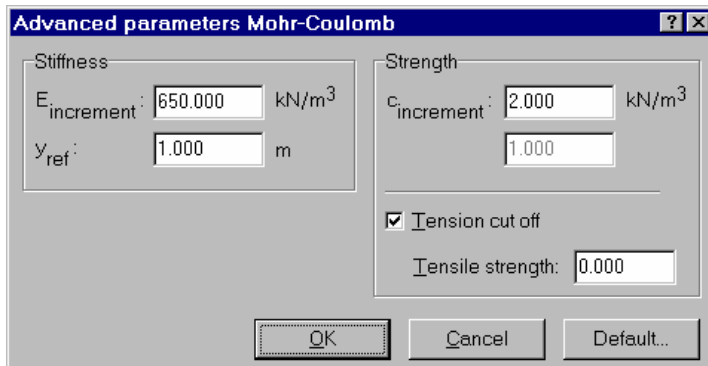 Advanced parameters Mohr-Coulomb
Stiffness
E increment : 650.000 kN/m³
y ref : 1.000 m
Strength
c increment : 2.000 kN/m³
1.000
Tension cut off
Tensile strength: 0.000
OK
Cancel
Default...